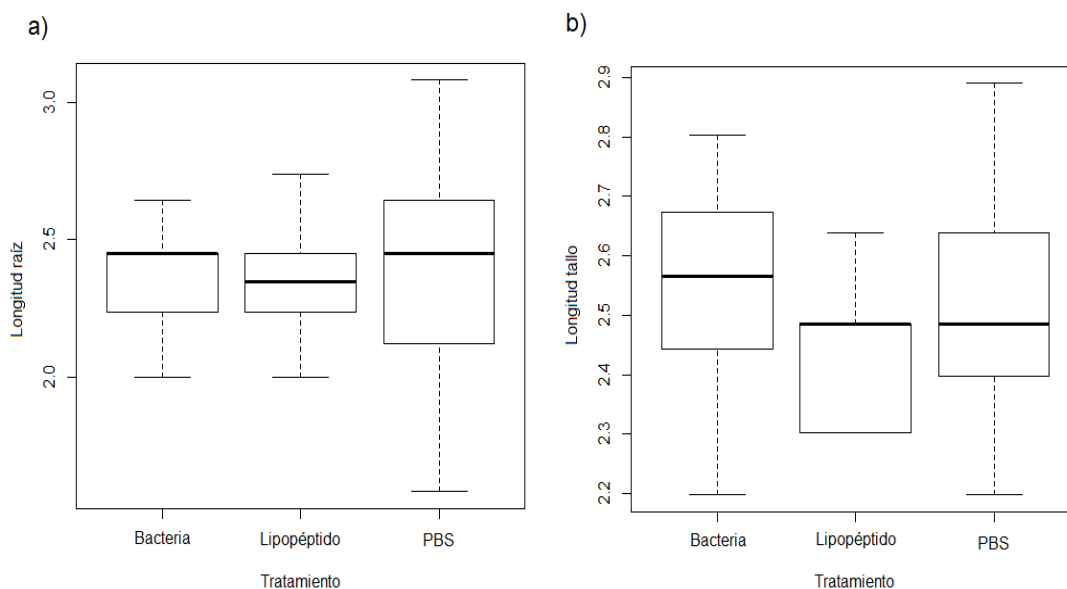 a)
3.0
2.5
2.0
Longitud raíz
Bacteria
Lipopéptido
PBS
Tratamiento
b)
2.9
2.8
2.7
2.6
2.5
2.4
2.3
2.2
Longitud tallo
Bacteria
Lipopéptido
PBS
Tratamiento